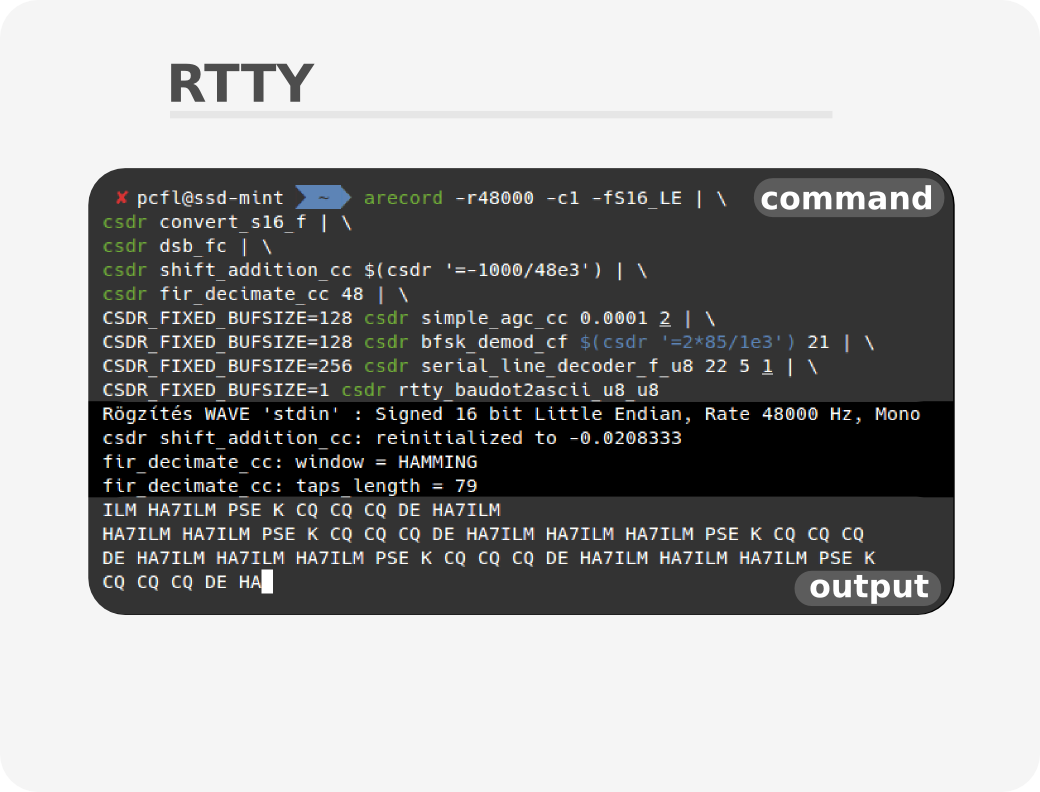 RTTY
✘ pcfl@ssd-mint ~ arecord -r48000 -c1 -fS16_LE | \
command
csdr convert_s16_f | \
csdr dsb_fc | \
csdr shift_addition_cc $(csdr '=-1000/48e3') | \
csdr fir_decimate_cc 48 | \
CSDR_FIXED_BUFSIZE=128 csdr simple_agc_cc 0.0001 2 | \
CSDR_FIXED_BUFSIZE=128 csdr bfsk_demod_cf $(csdr '=2*85/1e3') 21 | \
CSDR_FIXED_BUFSIZE=256 csdr serial_line_decoder_f_u8 22 5 1 | \
CSDR_FIXED_BUFSIZE=1 csdr rtty_baudot2ascii_u8_u8
Rögzítés WAVE 'stdin' : Signed 16 bit Little Endian, Rate 48000 Hz, Mono
csdr shift_addition_cc: reinitialized to -0.0208333
fir_decimate_cc: window = HAMMING
fir_decimate_cc: taps_length = 79
ILM HA7ILM PSE K CQ CQ CQ DE HA7ILM
HA7ILM HA7ILM PSE K CQ CQ CQ DE HA7ILM HA7ILM HA7ILM PSE K CQ CQ CQ
DE HA7ILM HA7ILM HA7ILM PSE K CQ CQ CQ DE HA7ILM HA7ILM HA7ILM PSE K
CQ CQ CQ DE HA
output